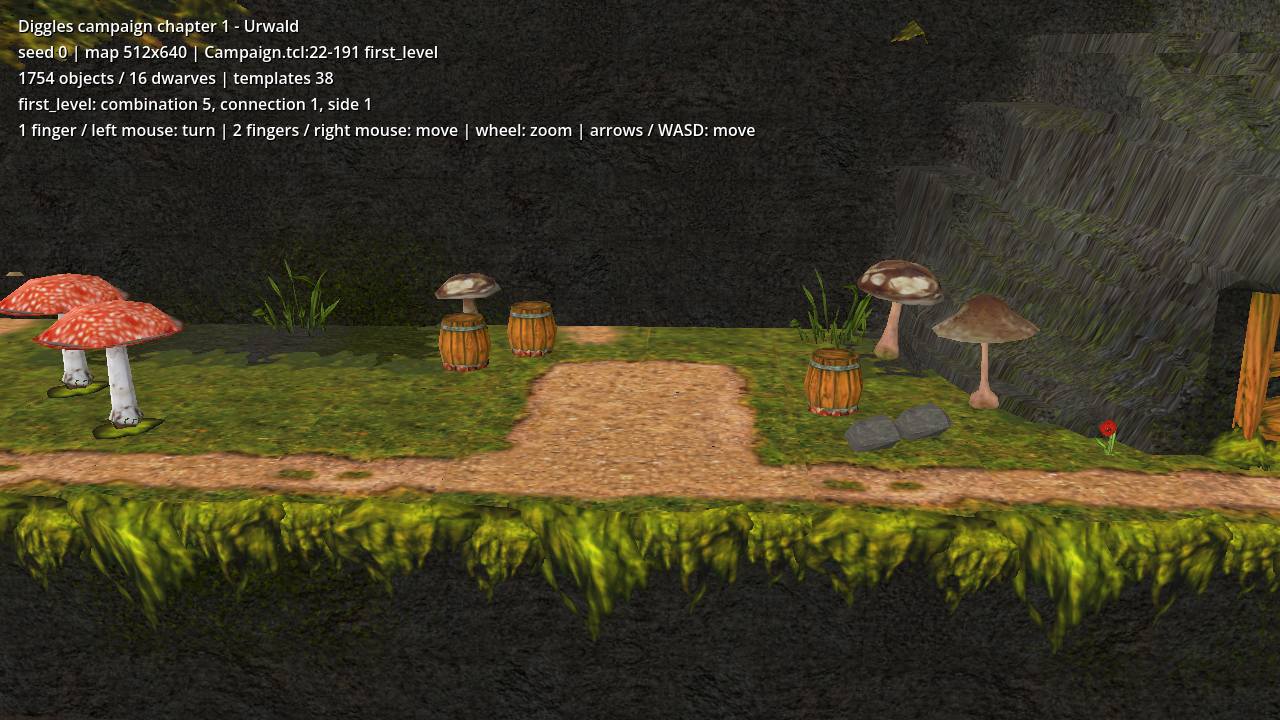 Diggles campaign chapter 1 - Urwald
seed 0 | map 512x640 | Campaign.tcl:22-191 first_level
1754 objects / 16 dwarves | templates 38
first_level: combination 5, connection 1, side 1
1 finger / left mouse: turn | 2 fingers / right mouse: move | wheel: zoom | arrows / WASD: move